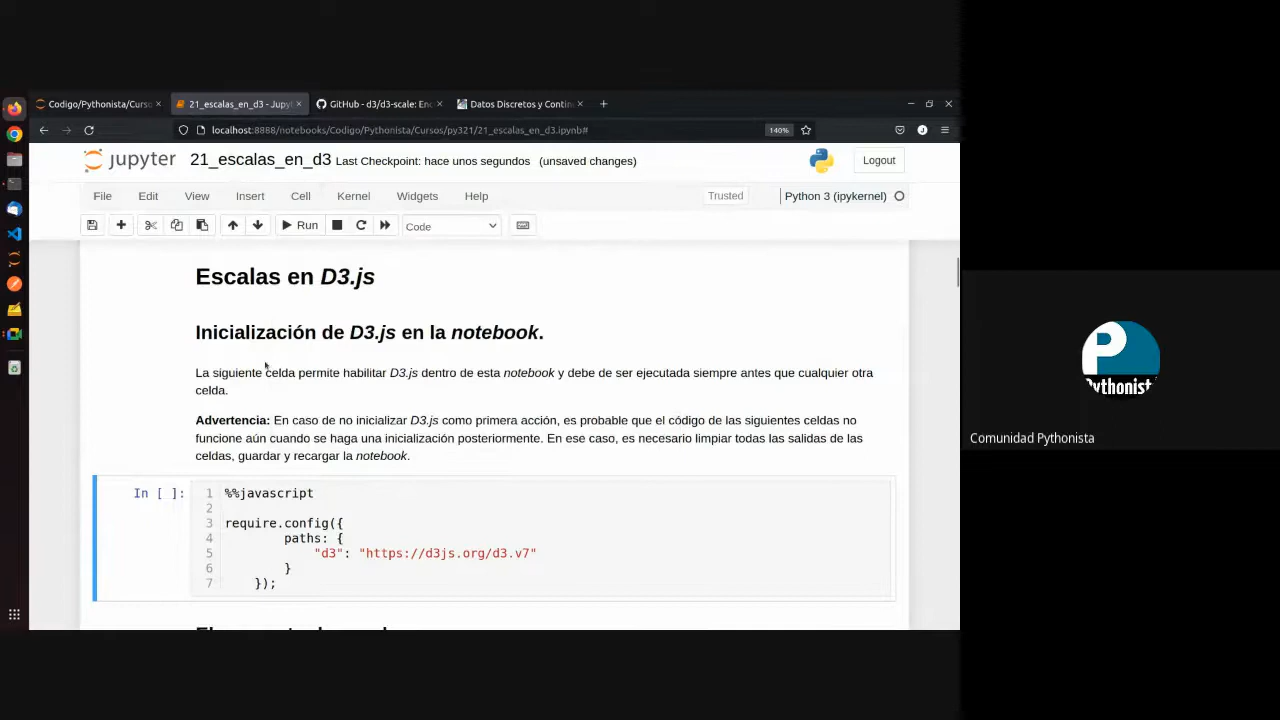 Codigo/Pythonista/Curso
21_escalas_en_d3 - Jupyt
GitHub - d3/d3-scale: Enc
Datos Discretos y Contin
localhost:8888/notebooks/Codigo/Pythonista/Cursos/py321/21_escalas_en_d3.ipynb#
140%
jupyter 21_escalas_en_d3 Last Checkpoint: hace unos segundos (unsaved changes)
Logout
File Edit View Insert Cell Kernel Widgets Help
Trusted
Python 3 (ipykernel)
Run
Code
Escalas en D3.js
Inicialización de D3.js en la notebook.
La siguiente celda permite habilitar D3.js dentro de esta notebook y debe de ser ejecutada siempre antes que cualquier otra
celda.
Advertencia: En caso de no inicializar D3.js como primera acción, es probable que el código de las siguientes celdas no
funcione aún cuando se haga una inicialización posteriormente. En ese caso, es necesario limpiar todas las salidas de las
celdas, guardar y recargar la notebook.
In [ ]:
1 %%javascript
2
3 require.config({
4 paths: {
5 "d3": "https://d3js.org/d3.v7"
6 }
7 });
P
ythonist
Comunidad Pythonista